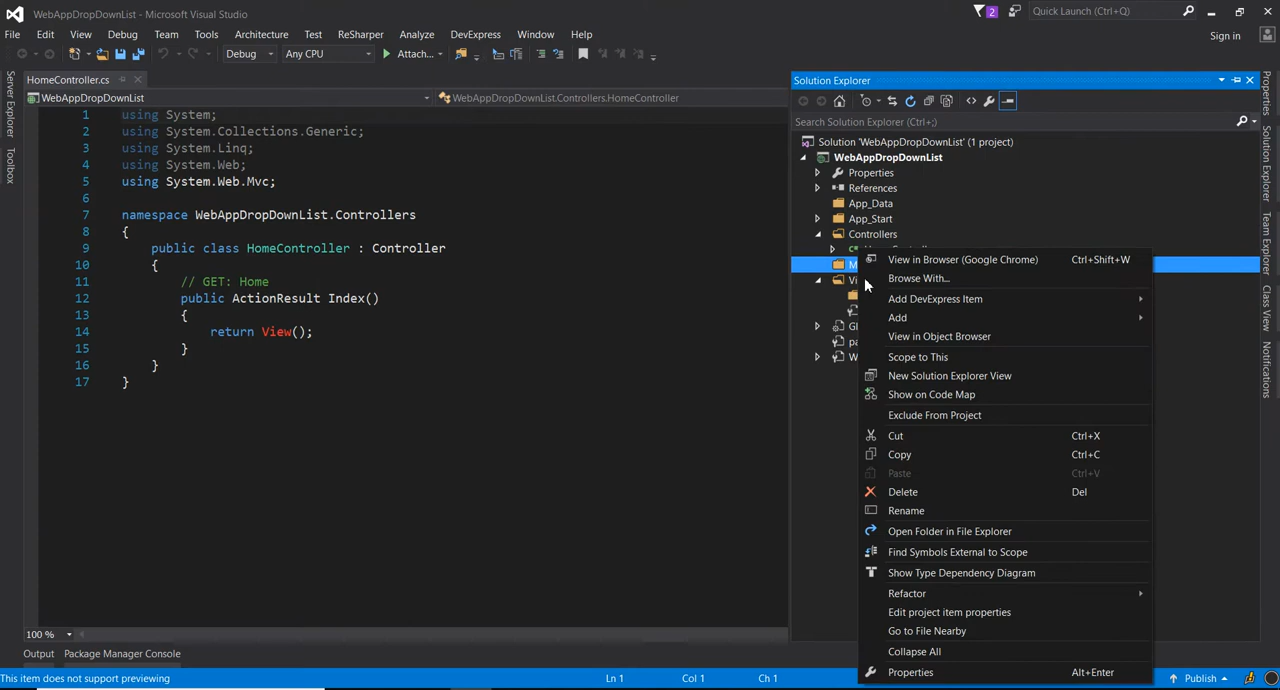 WebAppDropDownList - Microsoft Visual Studio
2
Quick Launch (Ctrl+Q)
File Edit View Debug Team Tools Architecture Test ReSharper Analyze DevExpress Window Help
Sign in
Debug Any CPU Attach...
HomeController.cs
WebAppDropDownList
WebAppDropDownList.Controllers.HomeController
1 using System;
2 using System.Collections.Generic;
3 using System.Linq;
4 using System.Web;
5 using System.Web.Mvc;
6
7 namespace WebAppDropDownList.Controllers
8 {
9 public class HomeController : Controller
10 {
11 // GET: Home
12 public ActionResult Index()
13 {
14 return View();
15 }
16 }
17 }
100 %
Output Package Manager Console
This item does not support previewing
Ln 1 Col 1 Ch 1
Publish
Server Explorer
Toolbox
Solution Explorer
Search Solution Explorer (Ctrl+;)
Solution 'WebAppDropDownList' (1 project)
WebAppDropDownList
Properties
References
App_Data
App_Start
Controllers
M
Vi
Gl
pa
W
View in Browser (Google Chrome) Ctrl+Shift+W
Browse With...
Add DevExpress Item
Add
View in Object Browser
Scope to This
New Solution Explorer View
Show on Code Map
Exclude From Project
Cut Ctrl+X
Copy Ctrl+C
Paste Ctrl+V
Delete Del
Rename
Open Folder in File Explorer
Find Symbols External to Scope
Show Type Dependency Diagram
Refactor
Edit project item properties
Go to File Nearby
Collapse All
Properties Alt+Enter
Properties
Solution Explorer
Team Explorer
Class View
Notifications